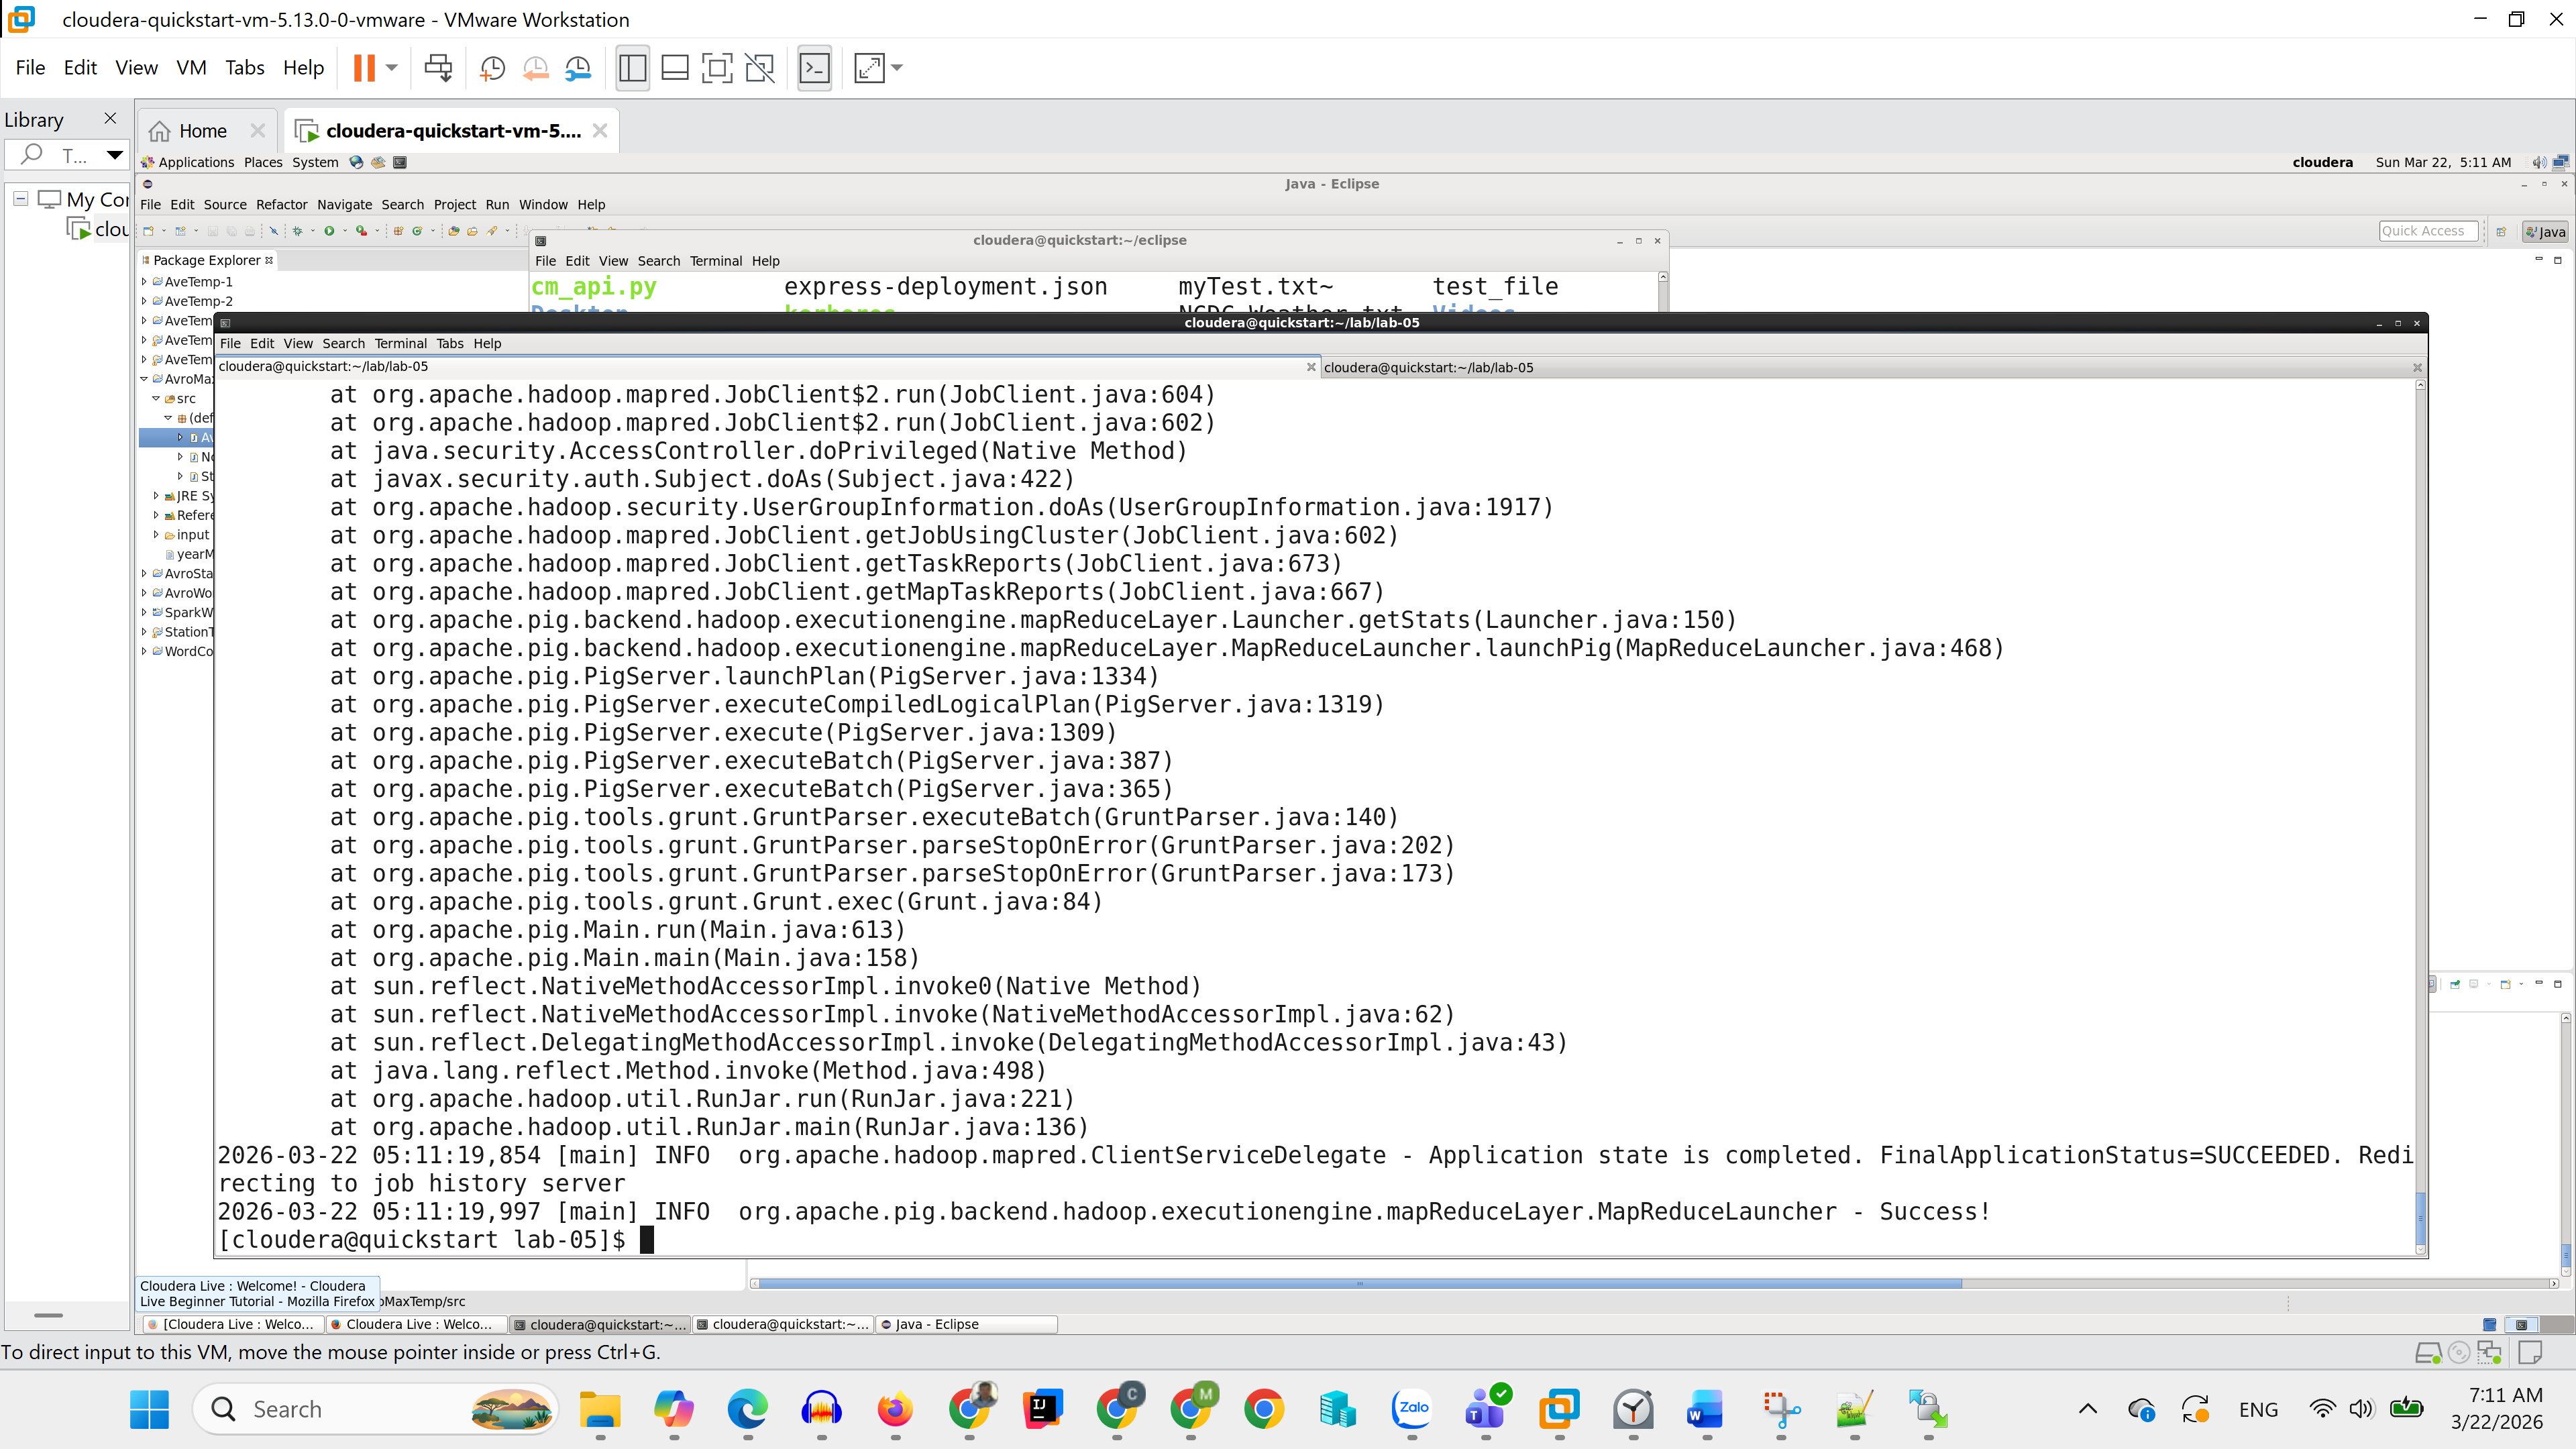 cloudera-quickstart-vm-5.13.0-0-vmware - VMware Workstation
File Edit View VM Tabs Help
Library
Home
cloudera-quickstart-vm-5....
T...
Applications Places System
cloudera Sun Mar 22, 5:11 AM
My Cor
clou
Java - Eclipse
File Edit Source Refactor Navigate Search Project Run Window Help
Quick Access
Java
Package Explorer
AveTemp-1
AveTemp-2
AveTem
AveTem
AveTem
AvroMa
src
(def
Av
No
St
JRE Sy
Refere
input
yearM
AvroSta
AvroWo
SparkW
StationT
WordCo
cloudera@quickstart:~/eclipse
File Edit View Search Terminal Help
cm_api.py express-deployment.json myTest.txt~ test_file
cloudera@quickstart:~/lab/lab-05
File Edit View Search Terminal Tabs Help
cloudera@quickstart:~/lab/lab-05
cloudera@quickstart:~/lab/lab-05
at org.apache.hadoop.mapred.JobClient$2.run(JobClient.java:604)
at org.apache.hadoop.mapred.JobClient$2.run(JobClient.java:602)
at java.security.AccessController.doPrivileged(Native Method)
at javax.security.auth.Subject.doAs(Subject.java:422)
at org.apache.hadoop.security.UserGroupInformation.doAs(UserGroupInformation.java:1917)
at org.apache.hadoop.mapred.JobClient.getJobUsingCluster(JobClient.java:602)
at org.apache.hadoop.mapred.JobClient.getTaskReports(JobClient.java:673)
at org.apache.hadoop.mapred.JobClient.getMapTaskReports(JobClient.java:667)
at org.apache.pig.backend.hadoop.executionengine.mapReduceLayer.Launcher.getStats(Launcher.java:150)
at org.apache.pig.backend.hadoop.executionengine.mapReduceLayer.MapReduceLauncher.launchPig(MapReduceLauncher.java:468)
at org.apache.pig.PigServer.launchPlan(PigServer.java:1334)
at org.apache.pig.PigServer.executeCompiledLogicalPlan(PigServer.java:1319)
at org.apache.pig.PigServer.execute(PigServer.java:1309)
at org.apache.pig.PigServer.executeBatch(PigServer.java:387)
at org.apache.pig.PigServer.executeBatch(PigServer.java:365)
at org.apache.pig.tools.grunt.GruntParser.executeBatch(GruntParser.java:140)
at org.apache.pig.tools.grunt.GruntParser.parseStopOnError(GruntParser.java:202)
at org.apache.pig.tools.grunt.GruntParser.parseStopOnError(GruntParser.java:173)
at org.apache.pig.tools.grunt.Grunt.exec(Grunt.java:84)
at org.apache.pig.Main.run(Main.java:613)
at org.apache.pig.Main.main(Main.java:158)
at sun.reflect.NativeMethodAccessorImpl.invoke0(Native Method)
at sun.reflect.NativeMethodAccessorImpl.invoke(NativeMethodAccessorImpl.java:62)
at sun.reflect.DelegatingMethodAccessorImpl.invoke(DelegatingMethodAccessorImpl.java:43)
at java.lang.reflect.Method.invoke(Method.java:498)
at org.apache.hadoop.util.RunJar.run(RunJar.java:221)
at org.apache.hadoop.util.RunJar.main(RunJar.java:136)
2026-03-22 05:11:19,854 [main] INFO org.apache.hadoop.mapred.ClientServiceDelegate - Application state is completed. FinalApplicationStatus=SUCCEEDED. Redi
recting to job history server
2026-03-22 05:11:19,997 [main] INFO org.apache.pig.backend.hadoop.executionengine.mapReduceLayer.MapReduceLauncher - Success!
[cloudera@quickstart lab-05]$
Cloudera Live : Welcome! - Cloudera
Live Beginner Tutorial - Mozilla Firefox
oMaxTemp/src
[Cloudera Live : Welco...
Cloudera Live : Welco...
cloudera@quickstart:~...
cloudera@quickstart:~...
Java - Eclipse
To direct input to this VM, move the mouse pointer inside or press Ctrl+G.
Search
IJ
C
M
Zalo
T
W
ENG
7:11 AM
3/22/2026